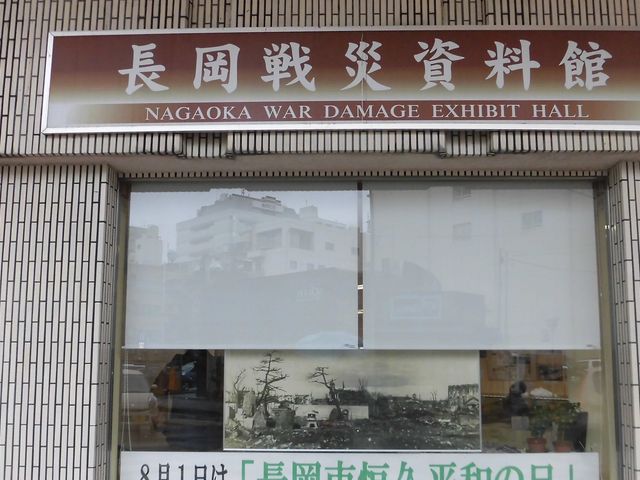 長岡戦災資料館
NAGAOKA WAR DAMAGE EXHIBIT HALL
8月1日は「長岡市恒久平和の日」